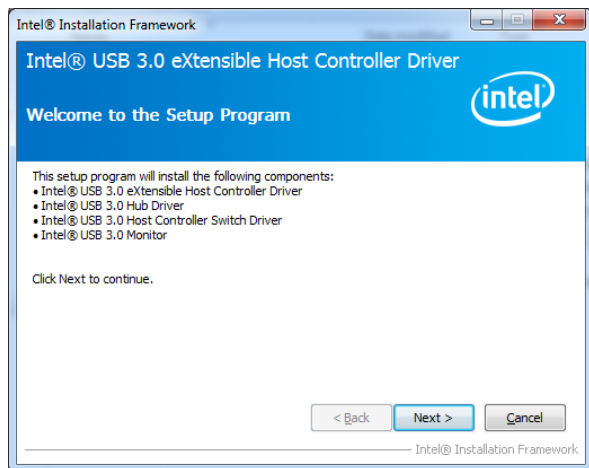 Intel® Installation Framework
Intel® USB 3.0 eXtensible Host Controller Driver
Welcome to the Setup Program
intel
This setup program will install the following components:
• Intel® USB 3.0 eXtensible Host Controller Driver
• Intel® USB 3.0 Hub Driver
• Intel® USB 3.0 Host Controller Switch Driver
• Intel® USB 3.0 Monitor
Click Next to continue.
< Back Next > Cancel
Intel® Installation Framework